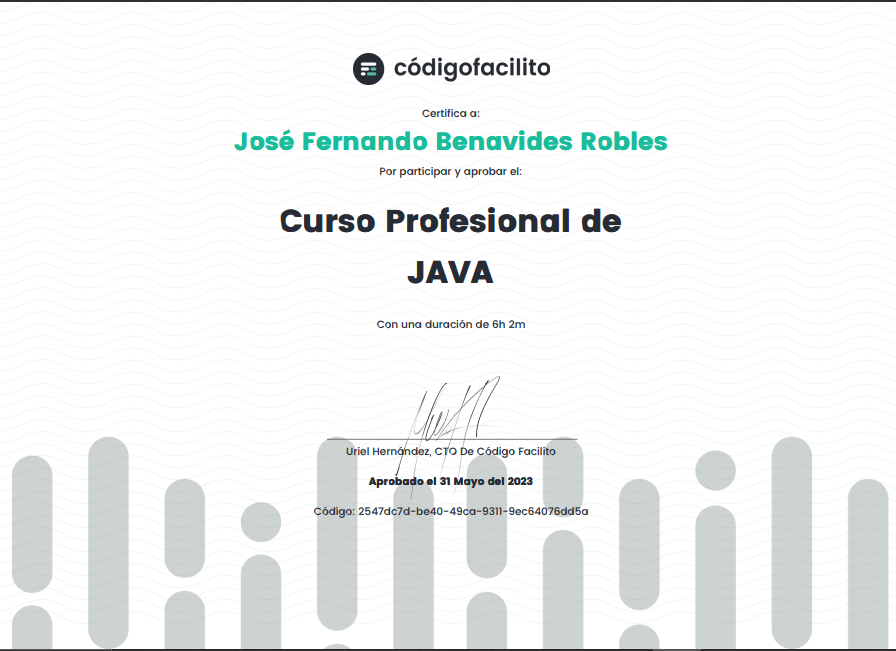 códigofacilito
Certifica a:
José Fernando Benavides Robles
Por participar y aprobar el:
Curso Profesional de
JAVA
Con una duración de 6h 2m
Uriel Hernández, CTO De Código Facilito
Aprobado el 31 Mayo del 2023
Código: 2547dc7d-be40-49ca-9311-9ec64076dd5a